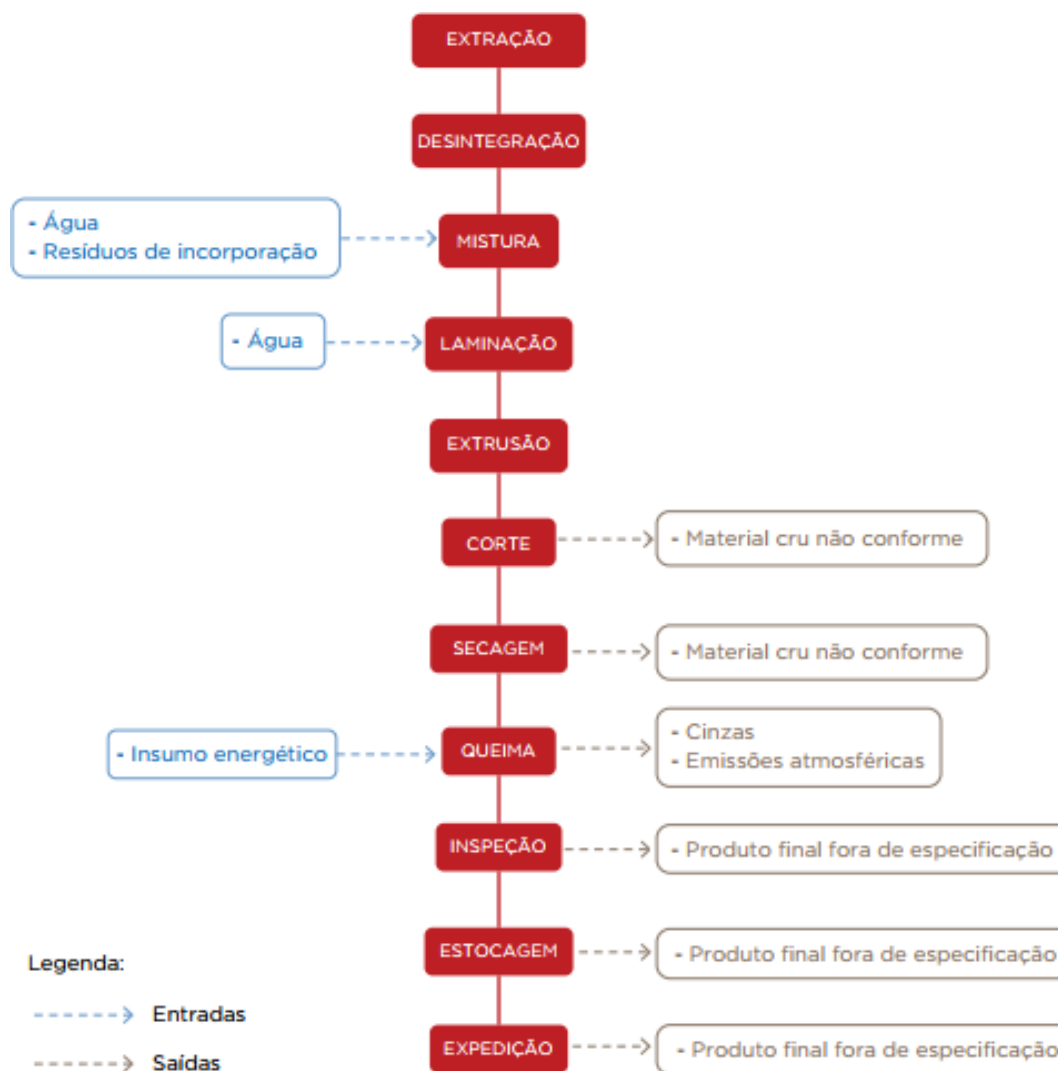 EXTRAÇÃO
DESINTEGRAÇÃO
- Água
- Resíduos de incorporação
MISTURA
- Água
LAMINAÇÃO
EXTRUSÃO
CORTE
- Material cru não conforme
SECAGEM
- Material cru não conforme
- Insumo energético
QUEIMA
- Cinzas
- Emissões atmosféricas
INSPEÇÃO
- Produto final fora de especificação
ESTOCAGEM
- Produto final fora de especificação
Legenda:
Entradas
EXPEDIÇÃO
- Produto final fora de especificação
Saídas